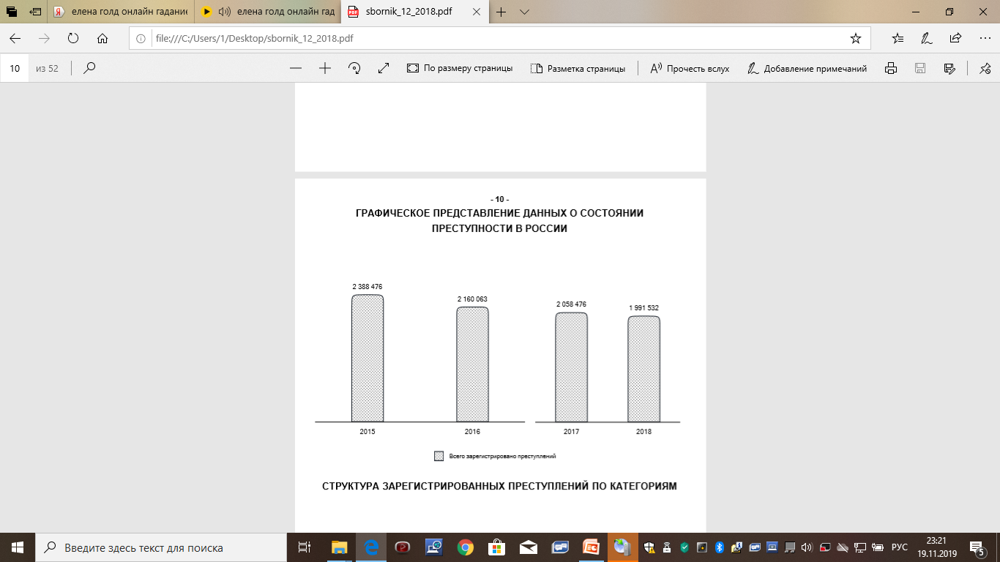 елена голд онлайн гадание
елена голд онлайн гад
sbornik_12_2018.pdf
file:///C:/Users/1/Desktop/sbornik_12_2018.pdf
10 из 52
По размеру страницы
Разметка страницы
Прочесть вслух
Добавление примечаний
- 10 -
ГРАФИЧЕСКОЕ ПРЕДСТАВЛЕНИЕ ДАННЫХ О СОСТОЯНИИ
ПРЕСТУПНОСТИ В РОССИИ
2 388 476
2 160 063
2 058 476
1 991 532
2015
2016
2017
2018
Всего зарегистрировано преступлений
СТРУКТУРА ЗАРЕГИСТРИРОВАННЫХ ПРЕСТУПЛЕНИЙ ПО КАТЕГОРИЯМ
Введите здесь текст для поиска
РУС
23:21
19.11.2019
5